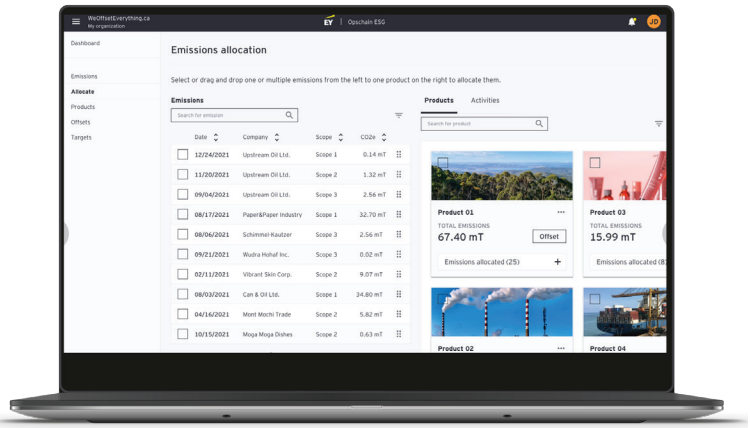 WeOffsetEverything.ca
My organization
EY | Opschain ESG
JD
Dashboard
Emissions
Allocate
Products
Offsets
Targets
Emissions allocation
Select or drag and drop one or multiple emissions from the left to one product on the right to allocate them.
Emissions
Search for emission
Date Company Scope CO2e
12/24/2021 Upstream Oil Ltd. Scope 1 0.14 mT
11/20/2021 Upstream Oil Ltd. Scope 2 1.32 mT
09/04/2021 Upstream Oil Ltd. Scope 3 2.56 mT
08/17/2021 Paper&Paper Industry Scope 1 32.70 mT
08/06/2021 Schimmel-Kautzer Scope 3 2.56 mT
09/21/2021 Wudra Hohaf Inc. Scope 3 0.02 mT
02/11/2021 Vibrant Skin Corp. Scope 2 9.07 mT
08/03/2021 Can & Oil Ltd. Scope 1 34.80 mT
04/16/2021 Mont Mochi Trade Scope 2 5.82 mT
10/15/2021 Moga Moga Dishes Scope 2 0.63 mT
Products Activities
Search for product
Product 01 ...
TOTAL EMISSIONS
67.40 mT Offset
Emissions allocated (25) +
Product 03
TOTAL EMISSIONS
15.99 mT
Emissions allocated (8)
Product 02 ...
Product 04